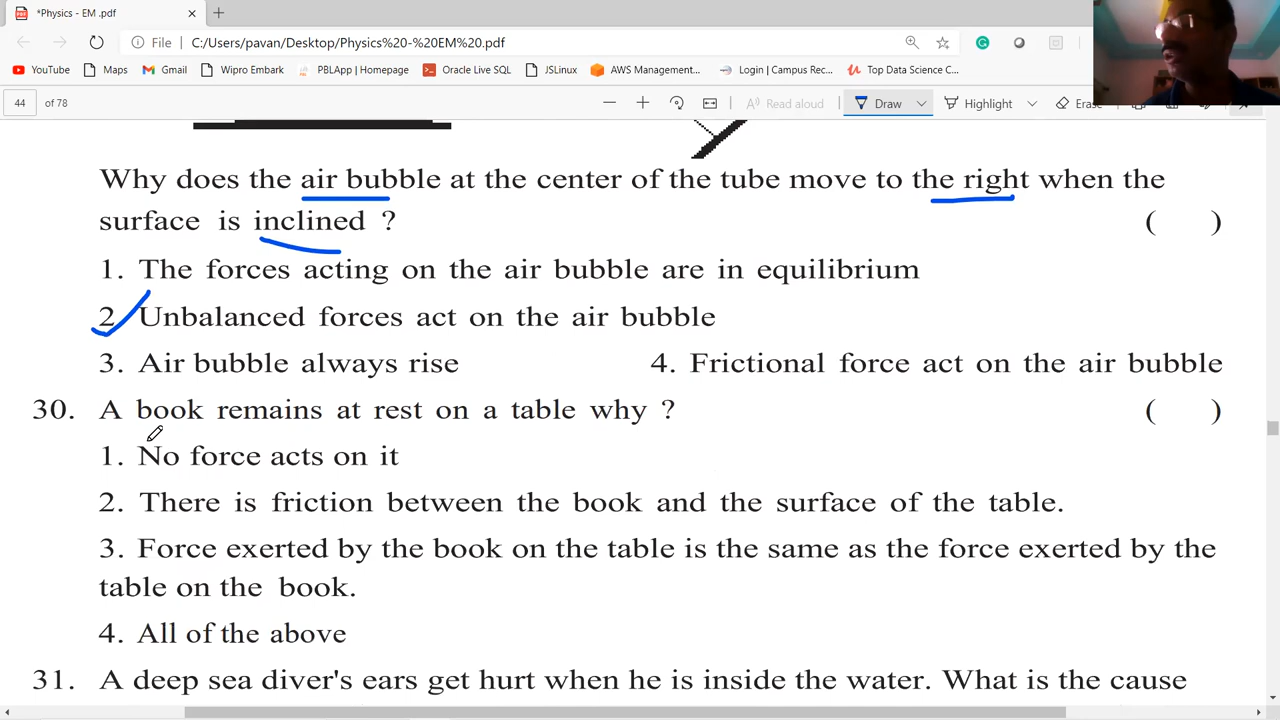 *Physics - EM .pdf
File C:/Users/pavan/Desktop/Physics%20-%20EM%20.pdf
YouTube Maps Gmail Wipro Embark PBLApp | Homepage Oracle Live SQL JSLinux AWS Management... Login | Campus Rec... Top Data Science C...
44 of 78 Read aloud Draw Highlight Erase
Why does the air bubble at the center of the tube move to the right when the
surface is inclined ? ( )
1. The forces acting on the air bubble are in equilibrium
2. Unbalanced forces act on the air bubble
3. Air bubble always rise 4. Frictional force act on the air bubble
30. A book remains at rest on a table why ? ( )
1. No force acts on it
2. There is friction between the book and the surface of the table.
3. Force exerted by the book on the table is the same as the force exerted by the
table on the book.
4. All of the above
31. A deep sea diver's ears get hurt when he is inside the water. What is the cause